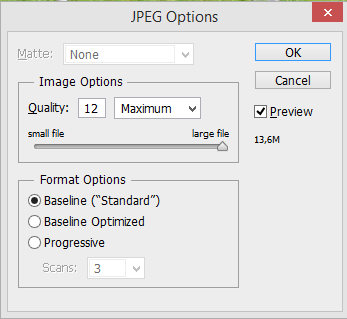 JPEG Options
Matte: None
OK
Cancel
Image Options
Quality: 12 Maximum
Preview
small file large file
13,6M
Format Options
Baseline (“Standard”)
Baseline Optimized
Progressive
Scans: 3